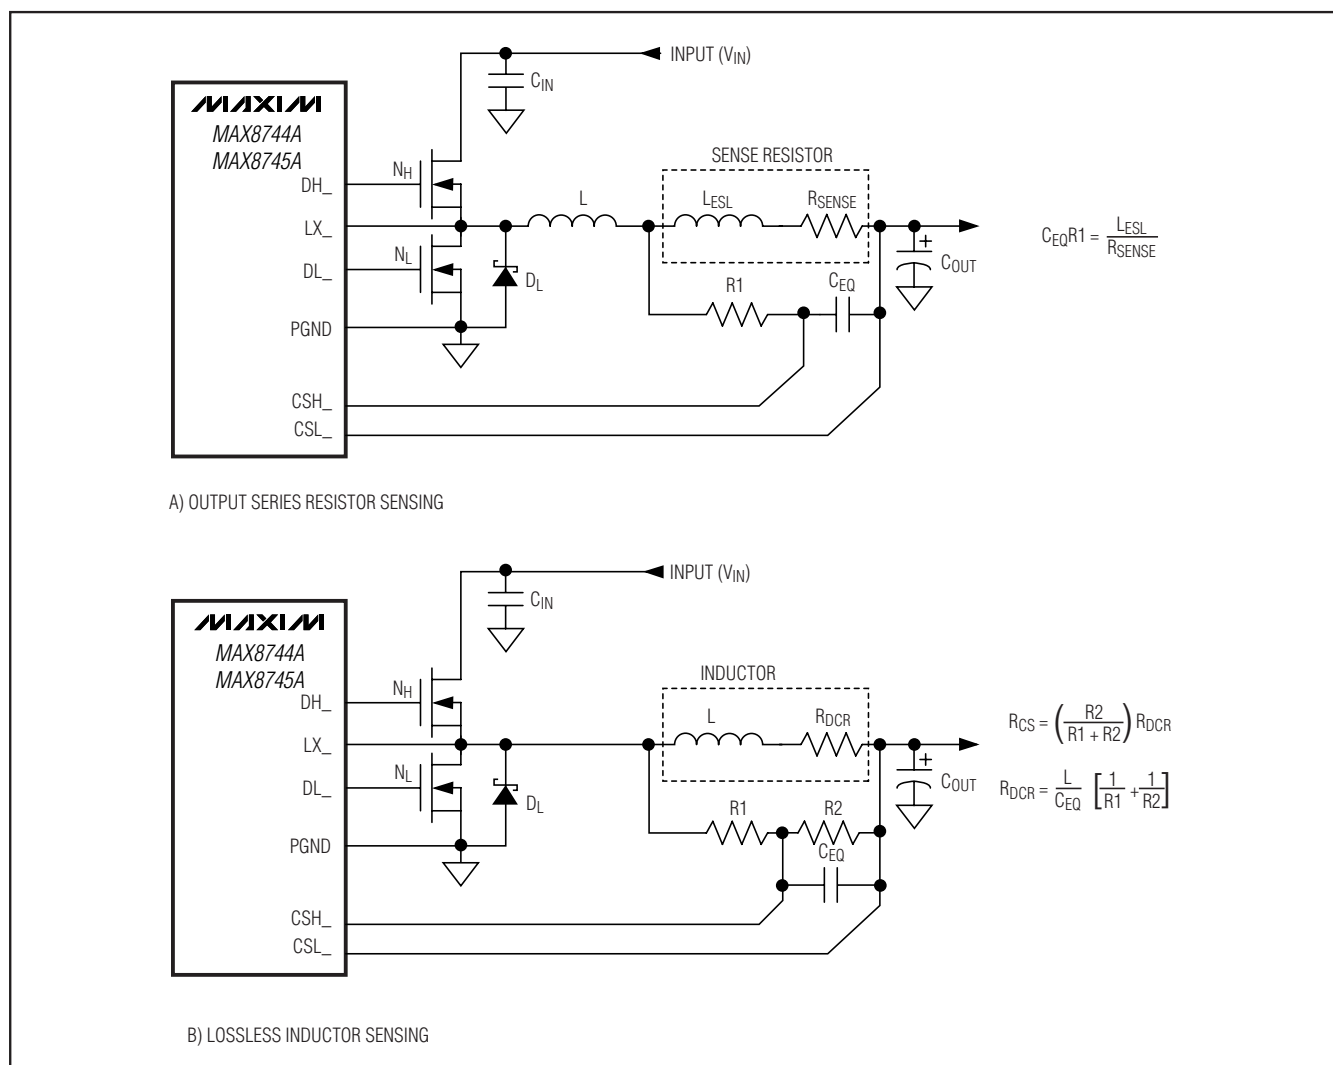 INPUT (VIN)
CIN
MAXIM
MAX8744A
MAX8745A
DH_
NH
SENSE RESISTOR
L
LESL
RSENSE
LX_
CEQR1 = LESL / RSENSE
DL_
NL
DL
+
COUT
R1
CEQ
PGND
CSH_
CSL_
A) OUTPUT SERIES RESISTOR SENSING
INPUT (VIN)
CIN
MAXIM
MAX8744A
MAX8745A
DH_
NH
INDUCTOR
L
RDCR
LX_
RCS = (R2 / R1 + R2) RDCR
DL_
NL
DL
+
COUT
RDCR = L / CEQ [1 / R1 + 1 / R2]
R1
R2
CEQ
PGND
CSH_
CSL_
B) LOSSLESS INDUCTOR SENSING